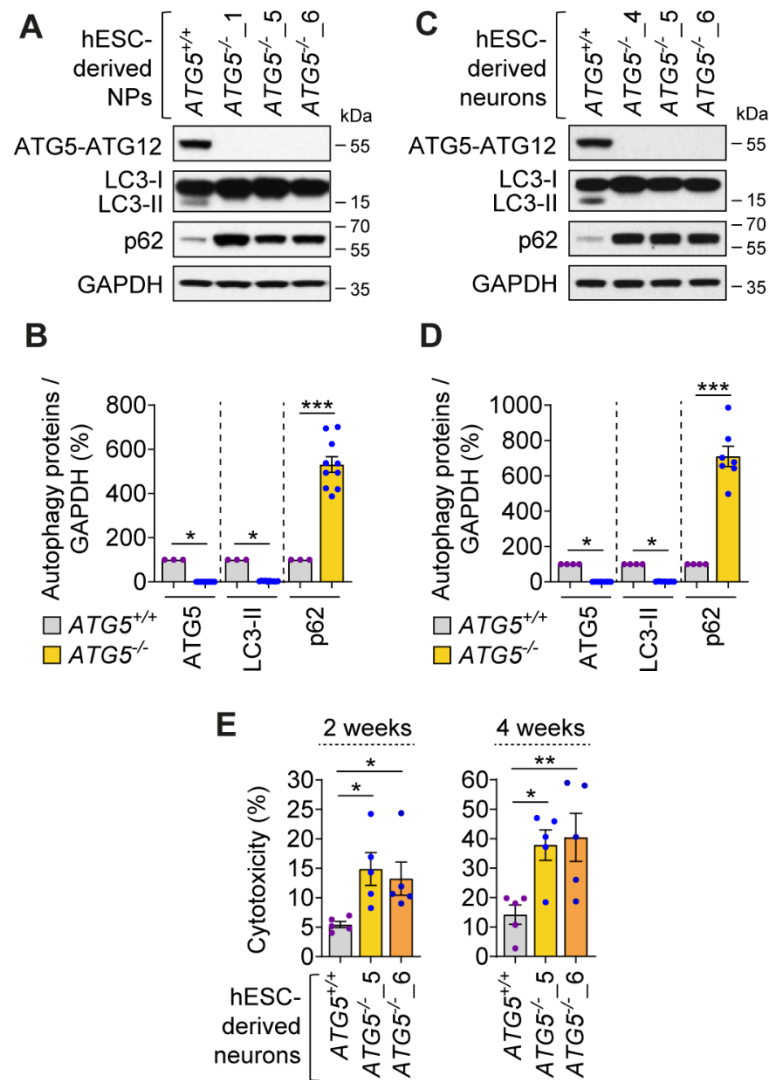 A
hESC-
derived
NPs
ATG5+/+
ATG5-/-_1
ATG5-/-_5
ATG5-/-_6
kDa
ATG5-ATG12
55
LC3-I
LC3-II
15
p62
70
55
GAPDH
35
C
hESC-
derived
neurons
ATG5+/+
ATG5-/-_4
ATG5-/-_5
ATG5-/-_6
kDa
ATG5-ATG12
55
LC3-I
LC3-II
15
p62
70
55
GAPDH
35
B
Autophagy proteins /
GAPDH (%)
800
600
400
200
100
0
*
*
***
ATG5
LC3-II
p62
ATG5+/+
ATG5-/-
D
Autophagy proteins /
GAPDH (%)
1000
800
600
400
200
100
0
*
*
***
ATG5
LC3-II
p62
ATG5+/+
ATG5-/-
E
2 weeks
Cytotoxicity (%)
30
25
20
15
10
5
0
*
*
4 weeks
60
50
40
30
20
10
0
*
**
hESC-
derived
neurons
ATG5+/+
ATG5-/-_5
ATG5-/-_6
ATG5+/+
ATG5-/-_5
ATG5-/-_6